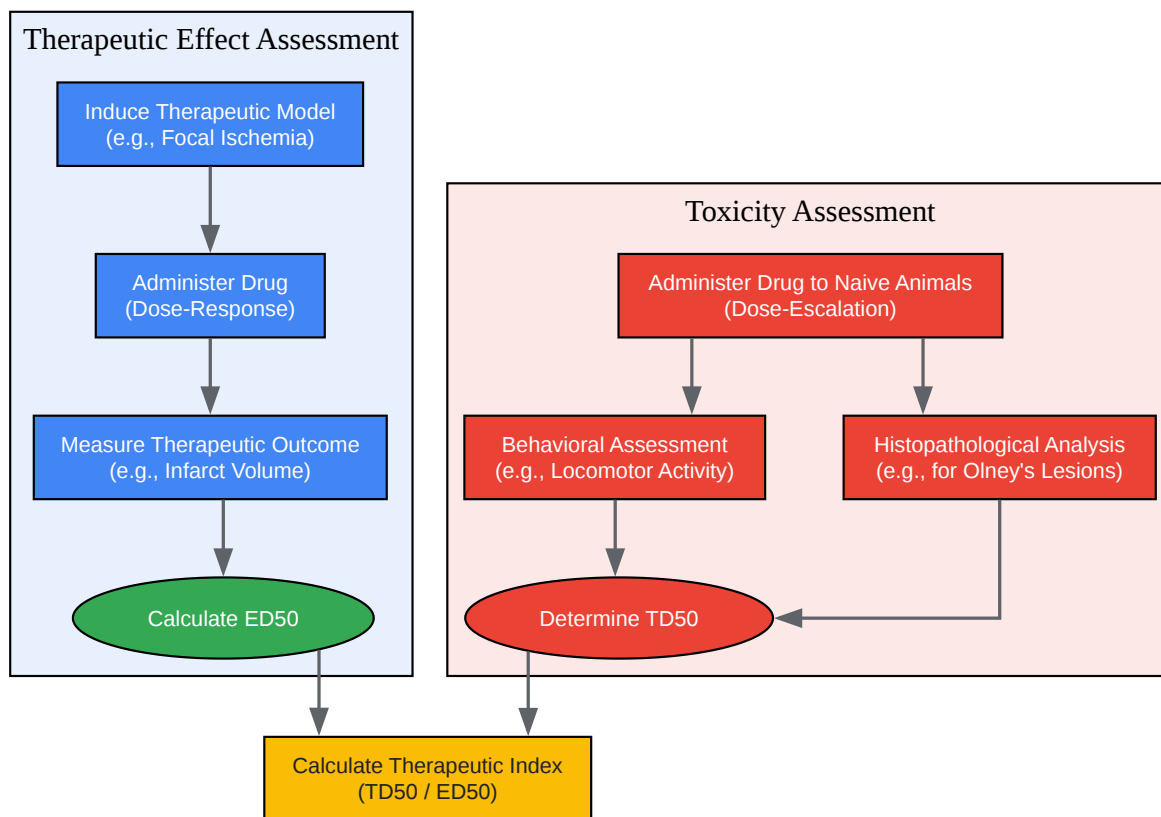 Therapeutic Effect Assessment
Induce Therapeutic Model
(e.g., Focal Ischemia)
Administer Drug
(Dose-Response)
Measure Therapeutic Outcome
(e.g., Infarct Volume)
Calculate ED50
Toxicity Assessment
Administer Drug to Naive Animals
(Dose-Escalation)
Behavioral Assessment
(e.g., Locomotor Activity)
Histopathological Analysis
(e.g., for Olney's Lesions)
Determine TD50
Calculate Therapeutic Index
(TD50 / ED50)